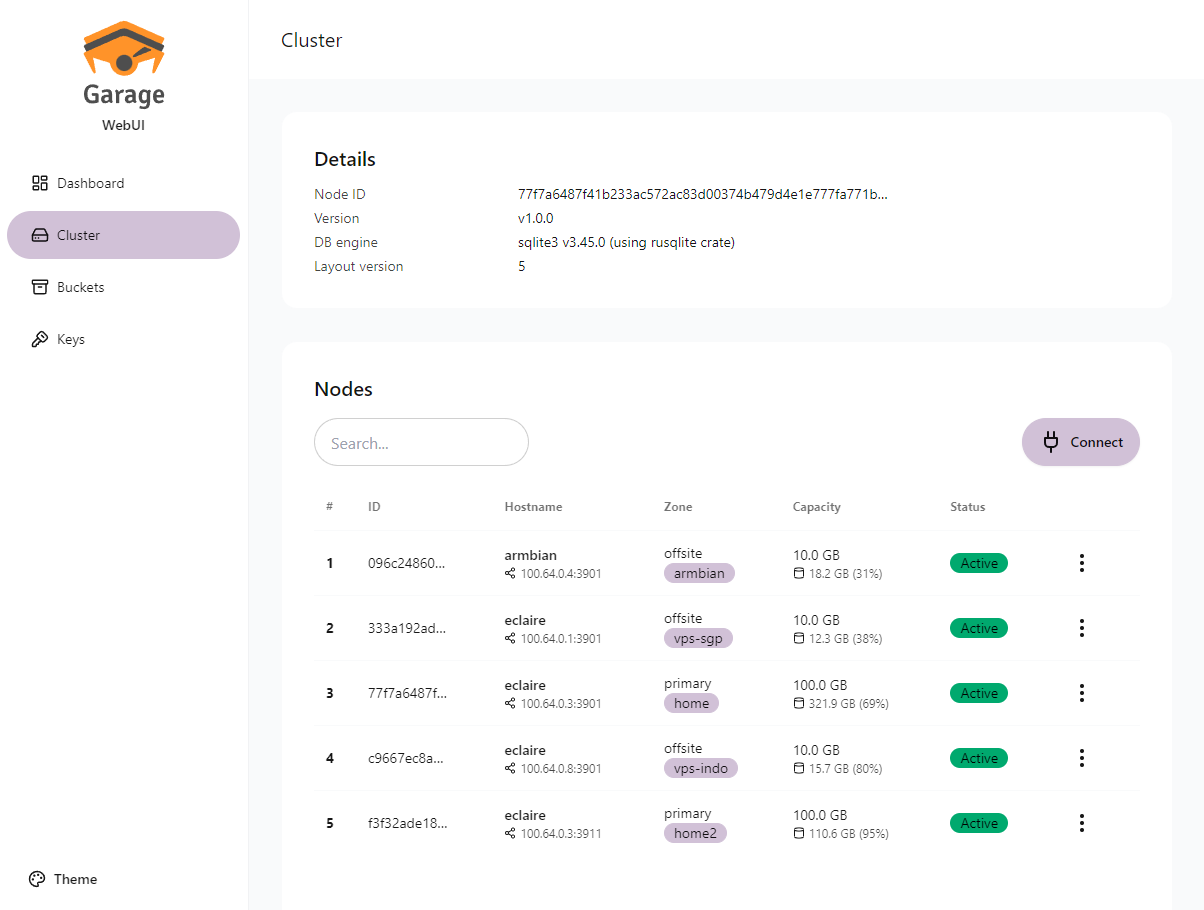 Garage
WebUI
Dashboard
Cluster
Buckets
Keys
Theme
Cluster
Details
Node ID 77f7a6487f41b233ac572ac83d00374b479d4e1e777fa771b...
Version v1.0.0
DB engine sqlite3 v3.45.0 (using rusqlite crate)
Layout version 5
Nodes
Search...
Connect
# ID Hostname Zone Capacity Status
1 096c24860... armbian offsite 10.0 GB Active
100.64.0.4:3901 armbian 18.2 GB (31%)
2 333a192ad... eclaire offsite 10.0 GB Active
100.64.0.1:3901 vps-sgp 12.3 GB (38%)
3 77f7a6487f... eclaire primary 100.0 GB Active
100.64.0.3:3901 home 321.9 GB (69%)
4 c9667ec8a... eclaire offsite 10.0 GB Active
100.64.0.8:3901 vps-indo 15.7 GB (80%)
5 f3f32ade18... eclaire primary 100.0 GB Active
100.64.0.3:3911 home2 110.6 GB (95%)